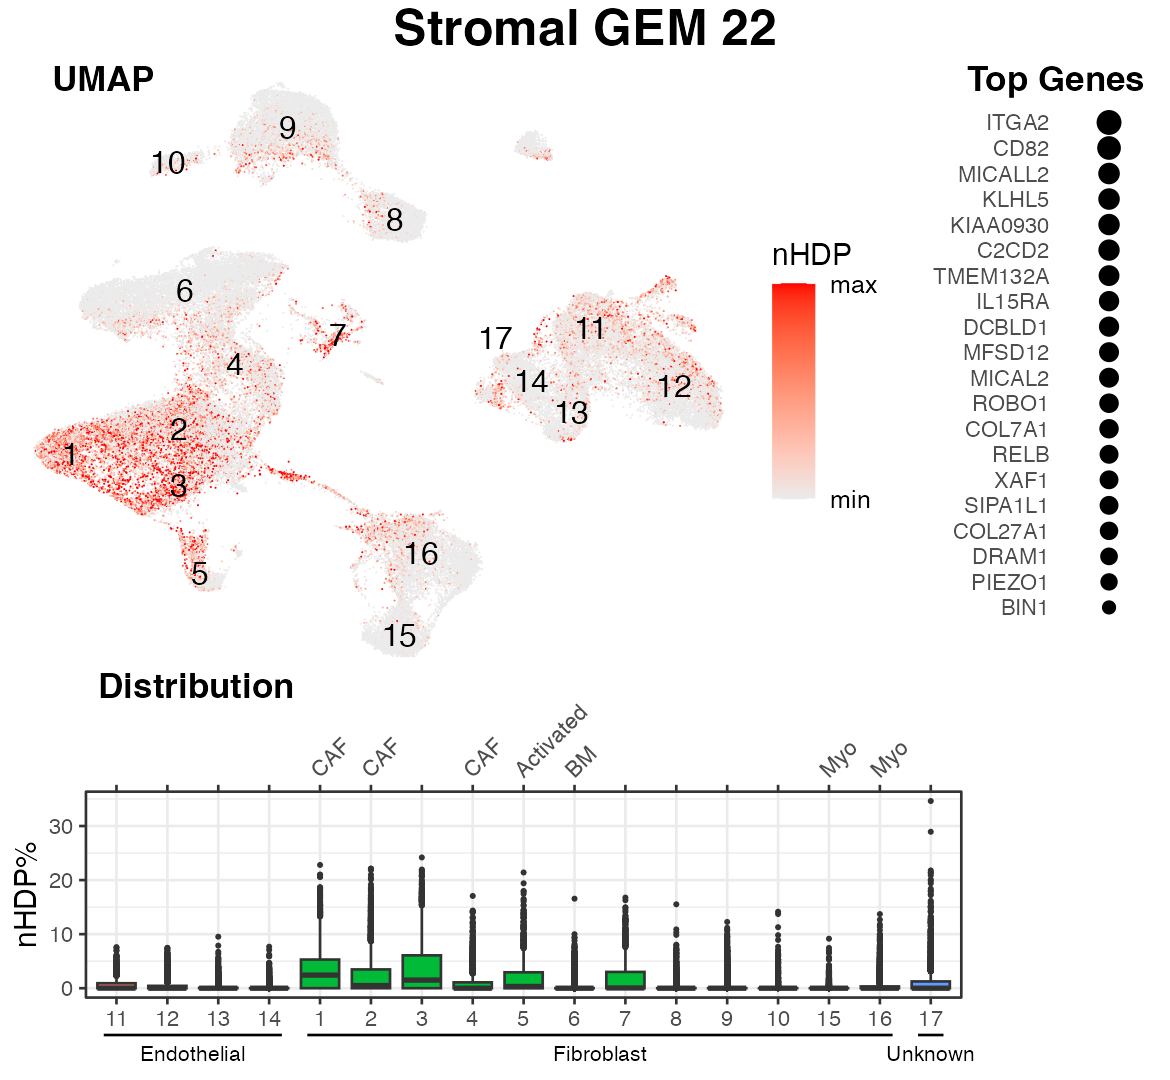 Stromal GEM 22
UMAP
9
10
8
6
7
4
2
1
3
5
16
15
17
11
14
12
13
nHDP
max
min
Top Genes
ITGA2
CD82
MICALL2
KLHL5
KIAA0930
C2CD2
TMEM132A
IL15RA
DCBLD1
MFSD12
MICAL2
ROBO1
COL7A1
RELB
XAF1
SIPA1L1
COL27A1
DRAM1
PIEZO1
BIN1
Distribution
CAF CAF CAF Activated BM Myo Myo
nHDP%
30
20
10
0
11 12 13 14 1 2 3 4 5 6 7 8 9 10 15 16 17
Endothelial Fibroblast Unknown